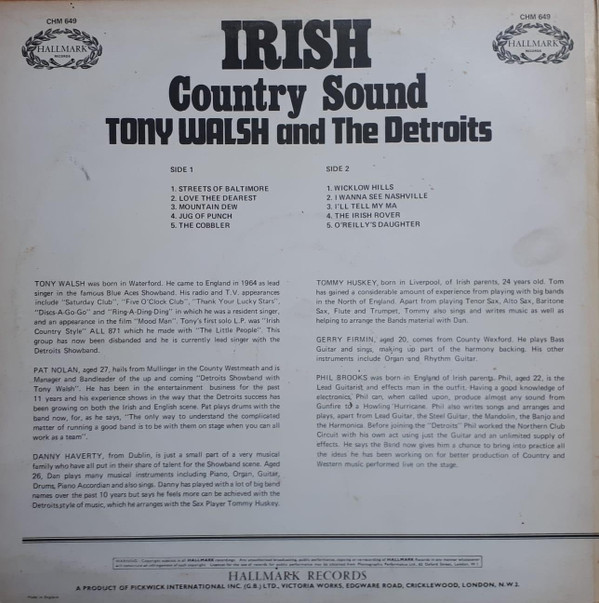 CHM 649
CHM 649
HALLMARK
RECORDS
HALLMARK
RECORDS
IRISH
Country Sound
TONY WALSH and The Detroits
SIDE 1
1. STREETS OF BALTIMORE
2. LOVE THEE DEAREST
3. MOUNTAIN DEW
4. JUG OF PUNCH
5. THE COBBLER
SIDE 2
1. WICKLOW HILLS
2. I WANNA SEE NASHVILLE
3. I'LL TELL MY MA
4. THE IRISH ROVER
5. O'REILLY'S DAUGHTER
TONY WALSH was born in Waterford. He came to England in 1964 as lead
singer in the famous Blue Aces Showband. His radio and T.V. appearances
include "Saturday Club", "Five O'Clock Club", "Thank Your Lucky Stars",
"Discs-A-Go-Go" and "Ring-A-Ding-Ding" in which he was a resident singer,
and an appearance in the film "Mood Man". Tony's first solo L.P. was "Irish
Country Style" ALL 871 which he made with "The Little People". This
group has now been disbanded and he is currently lead singer with the
Detroits Showband.
PAT NOLAN, aged 27, hails from Mullinger in the County Westmeath and is
Manager and Bandleader of the up and coming "Detroits Showband with
Tony Walsh". He has been in the entertainment business for the past
11 years and his experience shows in the way that the Detroits success has
been growing on both the Irish and English scene. Pat plays drums with the
band now, for, as he says, "The only way to understand the complicated
matter of running a good band is to be with them on stage when you can all
work as a team".
DANNY HAVERTY, from Dublin, is just a small part of a very musical
family who have all put in their share of talent for the Showband scene. Aged
26, Dan plays many musical instruments including Piano, Organ, Guitar,
Drums, Piano Accordian and also sings. Danny has played with a lot of big band
names over the past 10 years but says he feels more can be achieved with the
Detroits,style of music, which he arranges with the Sax Player Tommy Huskey.
TOMMY HUSKEY, born in Liverpool, of Irish parents, 24 years old. Tom
has gained a considerable amount of experience from playing with big bands
in the North of England. Apart from playing Tenor Sax, Alto Sax, Baritone
Sax, Flute and Trumpet, Tommy also sings and writes music as well as
helping to arrange the Bands material with Dan.
GERRY FIRMIN, aged 20, comes from County Wexford. He plays Bass
Guitar and sings, making up part of the harmony backing. His other
instruments include Organ and Rhythm Guitar.
PHIL BROOKS was born in England of Irish parents. Phil, aged 22, is the
Lead Guitarist and effects man in the outfit. Having a good knowledge of
electronics, Phil can, when called upon, produce almost any sound from
Gunfire to a Howling Hurricane. Phil also writes songs and arranges and
plays, apart from Lead Guitar, the Steel Guitar, the Mandolin, the Banjo and
the Harmonica. Before joining the "Detroits" Phil worked the Northern Club
Circuit with his own act using just the Guitar and an unlimited supply of
effects. He says the Band now gives him a chance to bring into practice all
the ideas he has been working on for better production of Country and
Western music performed live on the stage.
HALLMARK RECORDS
A PRODUCT OF PICKWICK INTERNATIONAL INC. (G.B.) LTD., VICTORIA WORKS, EDGWARE ROAD, CRICKLEWOOD, LONDON, N.W.2.